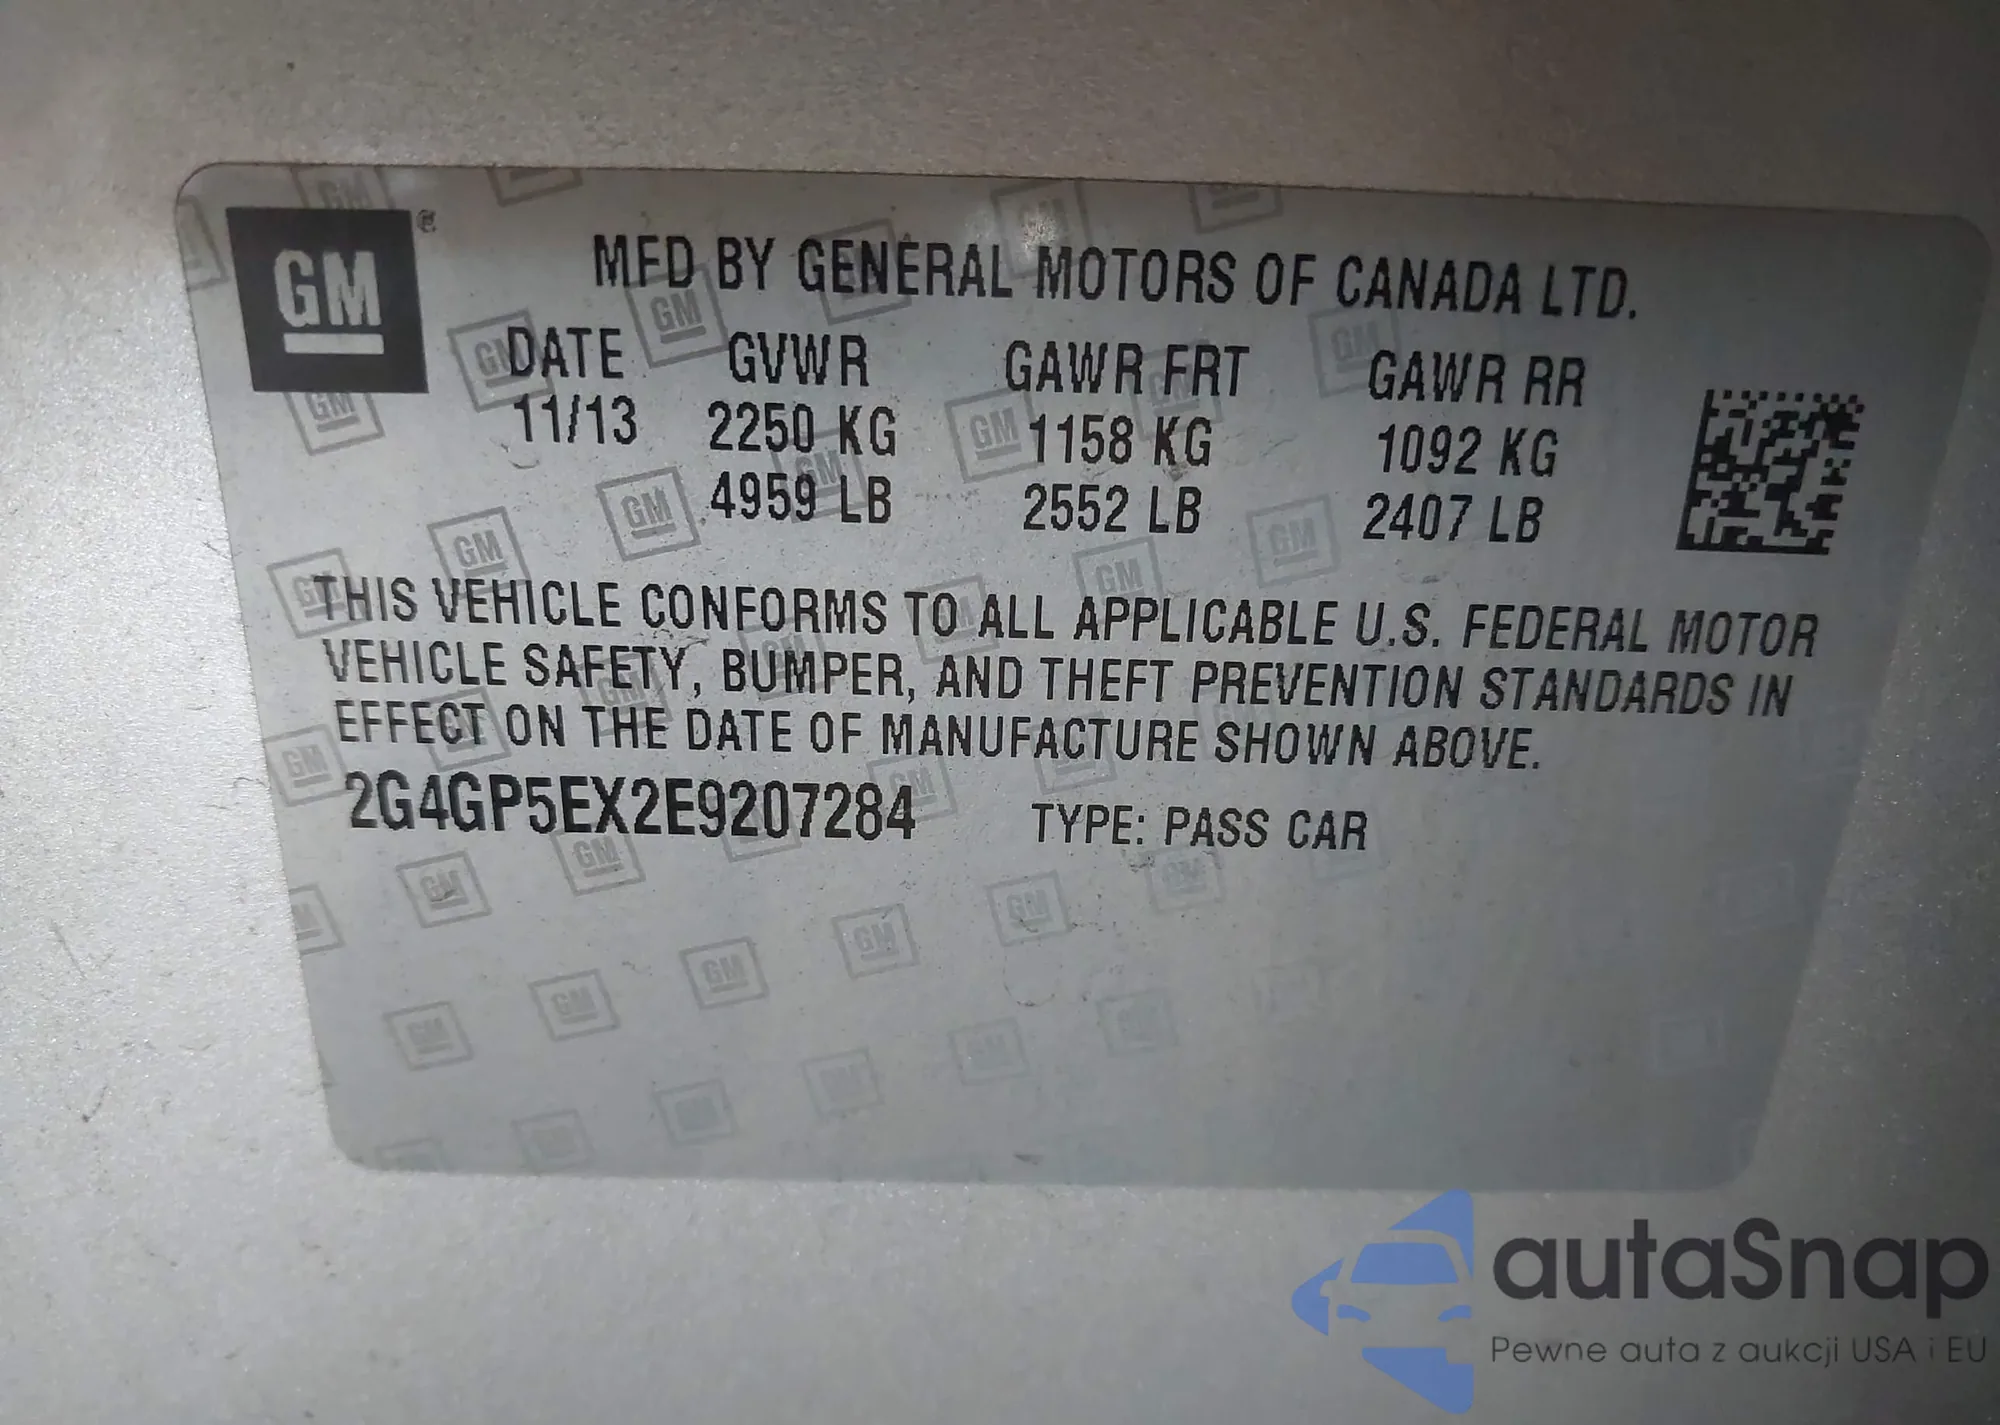 GM®
MFD BY GENERAL MOTORS OF CANADA LTD.
DATE GVWR GAWR FRT GAWR RR
11/13 2250 KG 1158 KG 1092 KG
4959 LB 2552 LB 2407 LB
THIS VEHICLE CONFORMS TO ALL APPLICABLE U.S. FEDERAL MOTOR
VEHICLE SAFETY, BUMPER, AND THEFT PREVENTION STANDARDS IN
EFFECT ON THE DATE OF MANUFACTURE SHOWN ABOVE.
2G4GP5EX2E9207284 TYPE: PASS CAR
autaSnap
Pewne auta z aukcji USA i EU